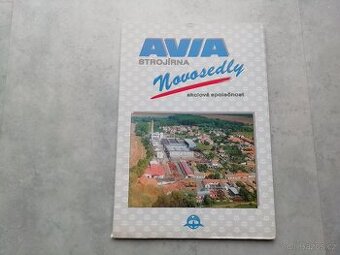 AVIA
STROJÍRNA
Novosedly
akciová společnost